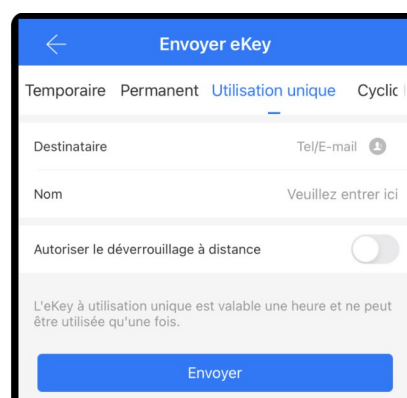 Envoyer eKey
Temporaire Permanent Utilisation unique Cyclic
Destinataire Tel/E-mail
Nom Veuillez entrer ici
Autoriser le déverrouillage à distance
L'eKey à utilisation unique est valable une heure et ne peut
être utilisée qu'une fois.
Envoyer